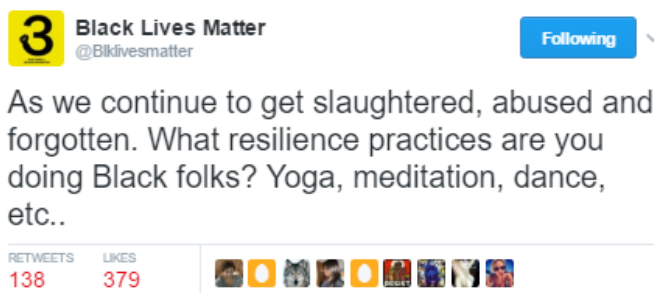 Black Lives Matter
@Blklivesmatter
Following
As we continue to get slaughtered, abused and
forgotten. What resilience practices are you
doing Black folks? Yoga, meditation, dance,
etc..
RETWEETS LIKES
138 379